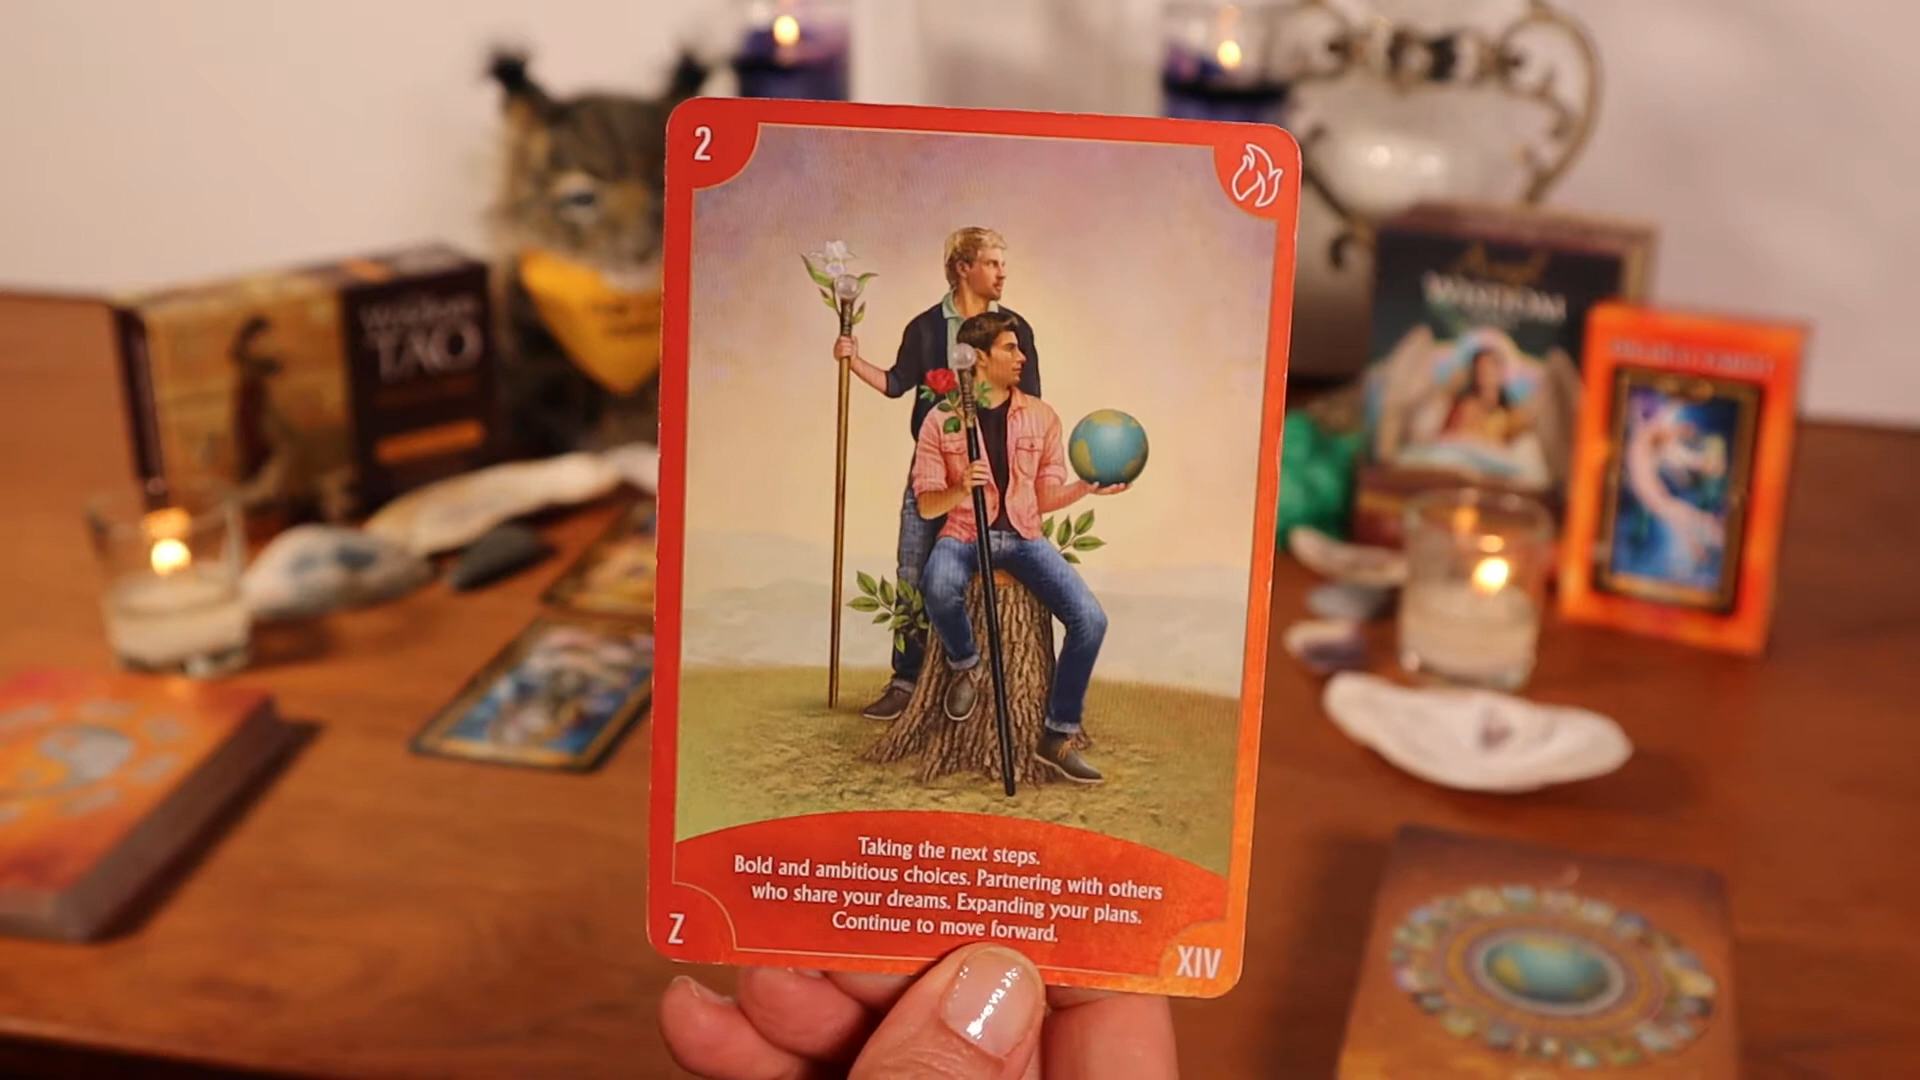 2
Taking the next steps.
Bold and ambitious choices. Partnering with others
who share your dreams. Expanding your plans.
Continue to move forward.
Z
XIV
TAO
WISDOM